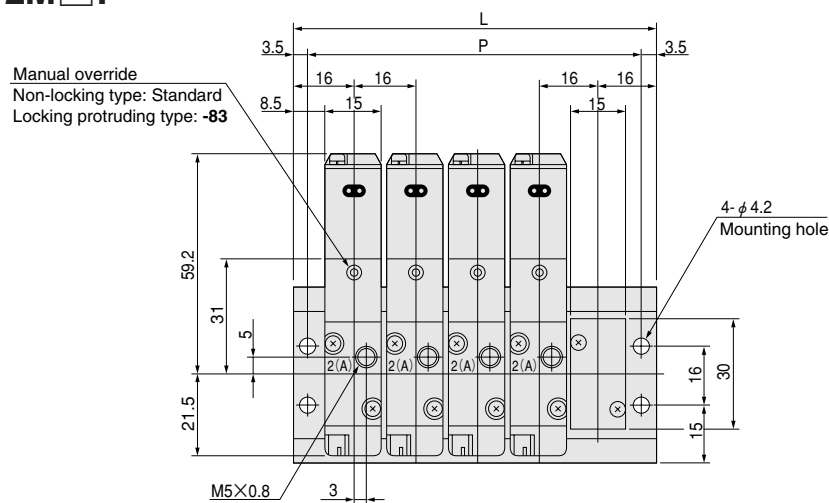 L
3.5
P
3.5
Manual override
Non-locking type: Standard
Locking protruding type: -83
16
16
16
16
8.5
15
15
4-φ4.2
Mounting hole
59.2
31
5
2(A)
2(A)
2(A)
2(A)
16
30
21.5
15
M5×0.8
3